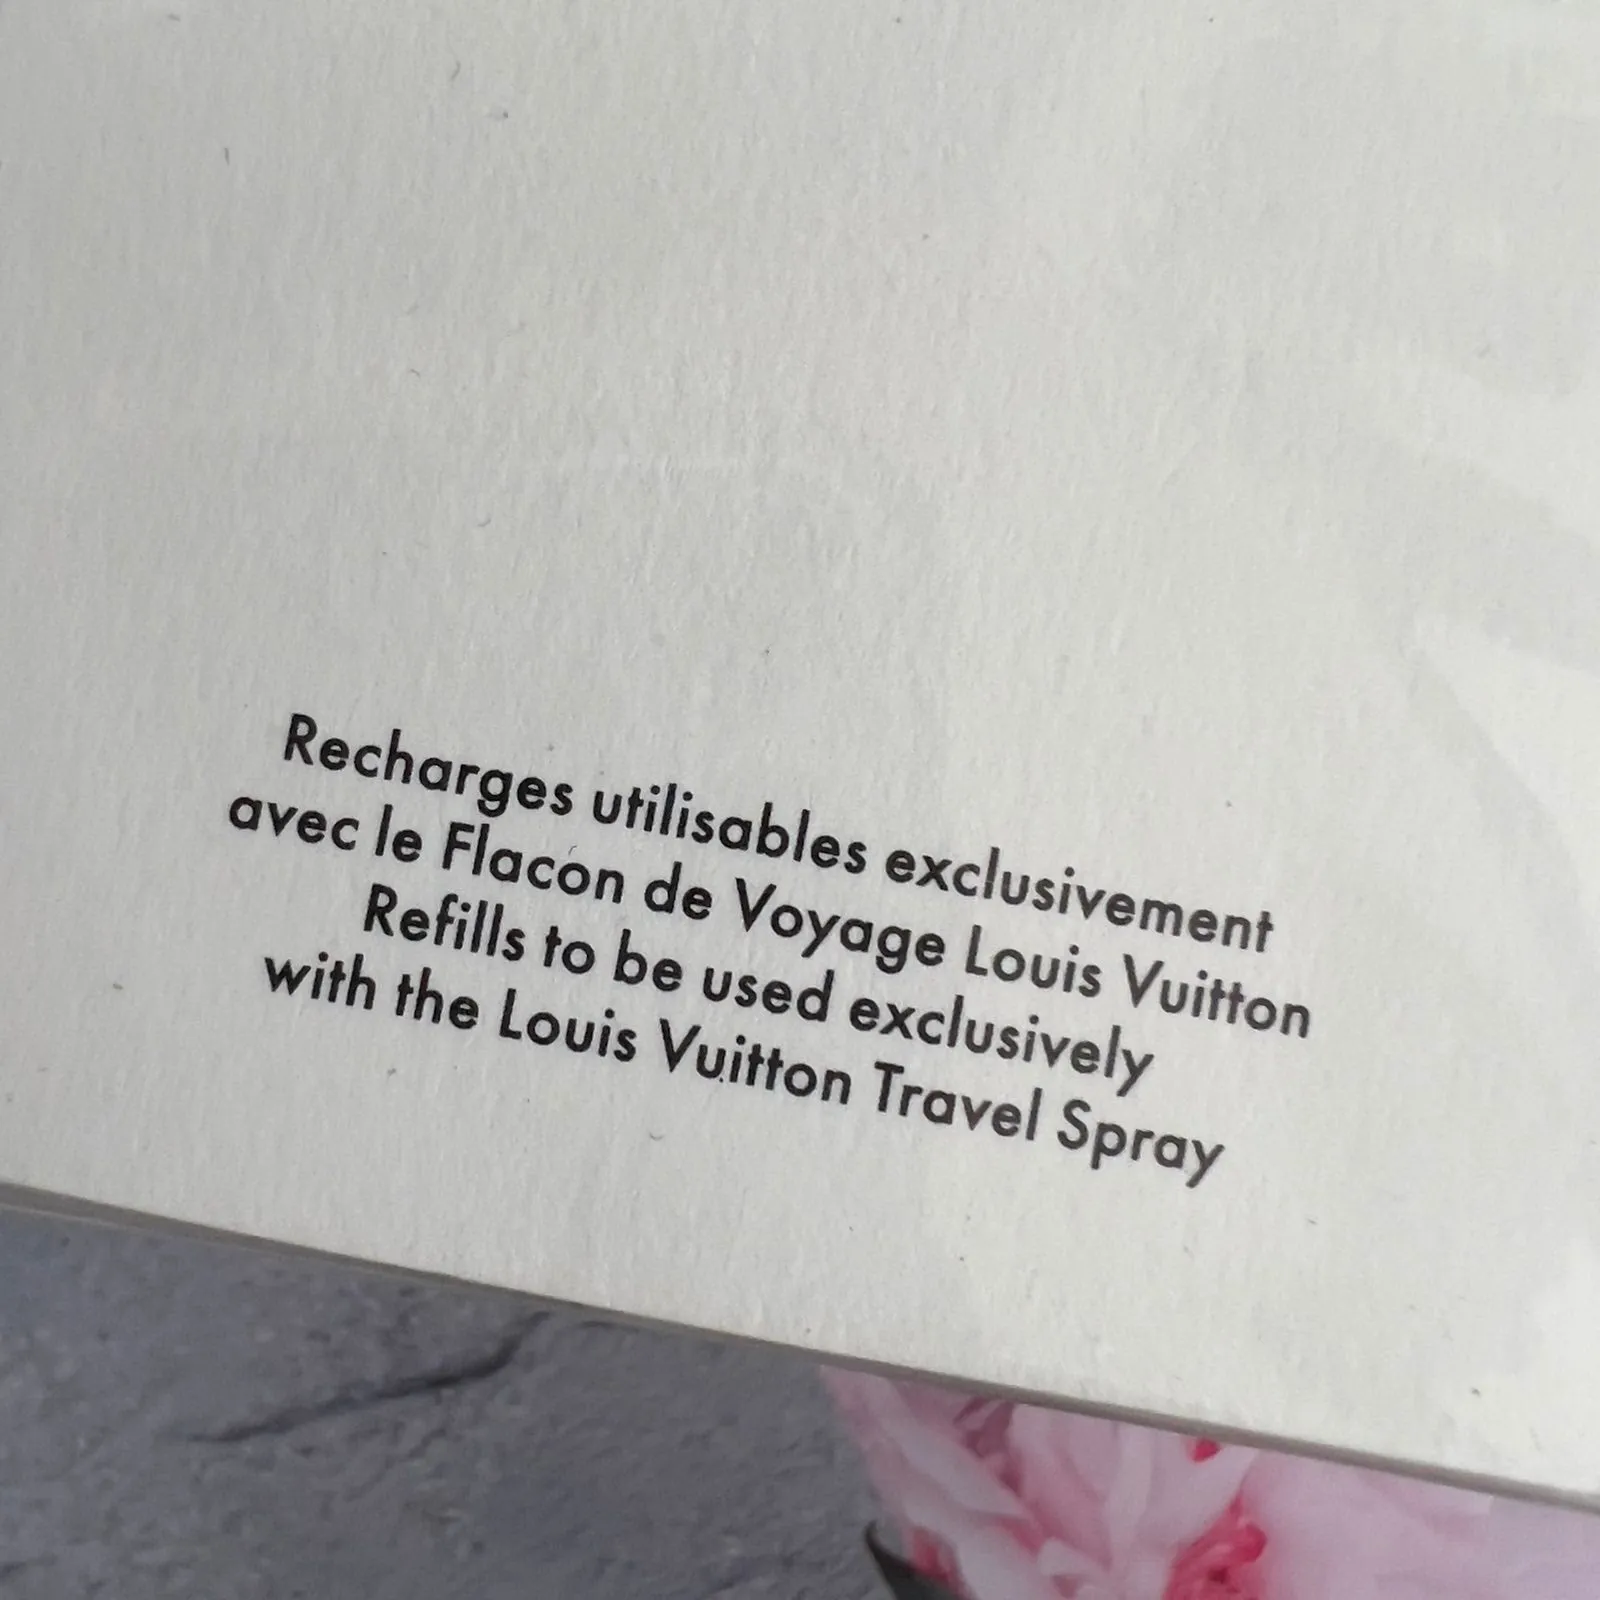 Recharges utilisables exclusivement
avec le Flacon de Voyage Louis Vuitton
Refills to be used exclusively
with the Louis Vuitton Travel Spray